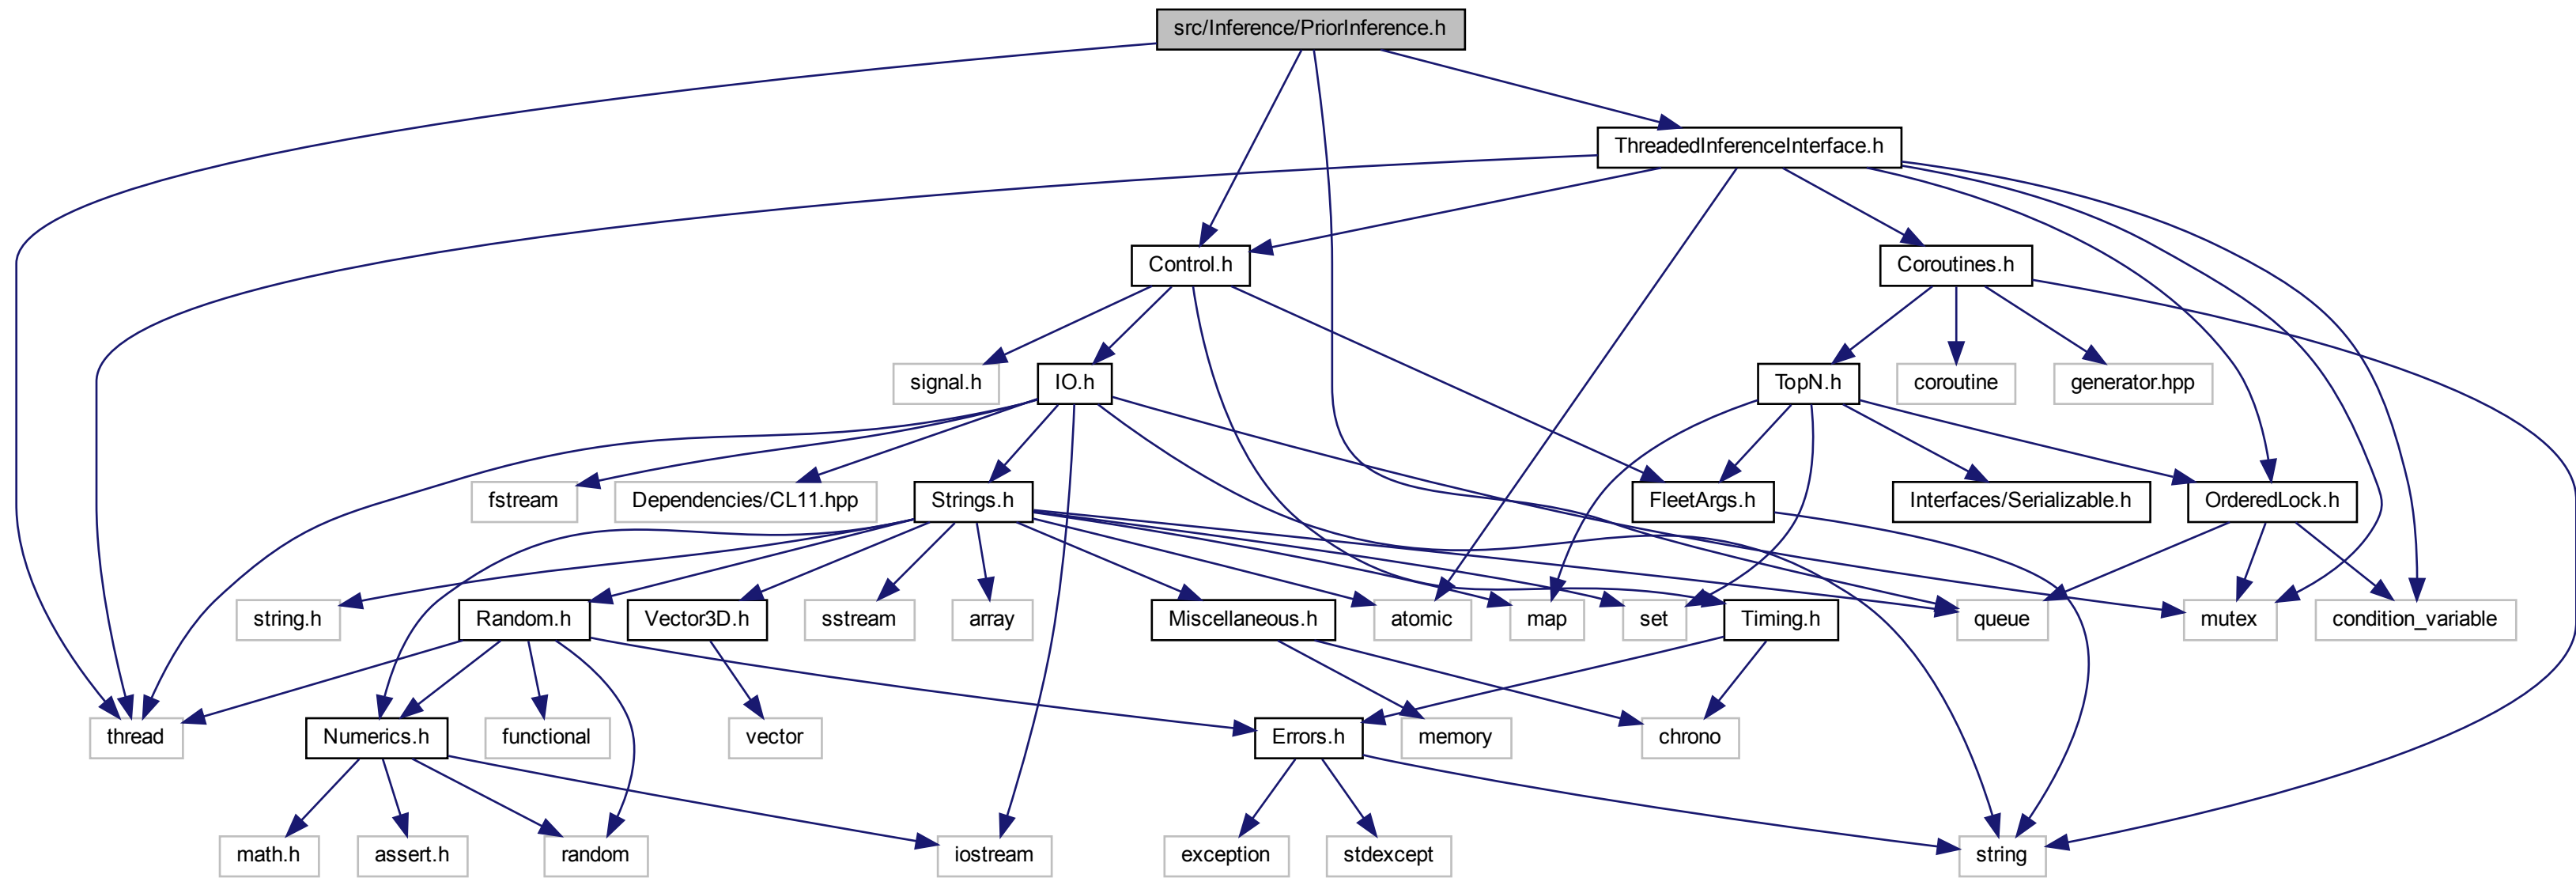 src/Inference/PriorInference.h
ThreadedInferenceInterface.h
Control.h
Coroutines.h
signal.h
IO.h
TopN.h
coroutine
generator.hpp
fstream
Dependencies/CL11.hpp
Strings.h
FleetArgs.h
Interfaces/Serializable.h
OrderedLock.h
string.h
Random.h
Vector3D.h
sstream
array
Miscellaneous.h
atomic
map
set
Timing.h
queue
mutex
condition_variable
thread
Numerics.h
functional
vector
Errors.h
memory
chrono
math.h
assert.h
random
iostream
exception
stdexcept
string